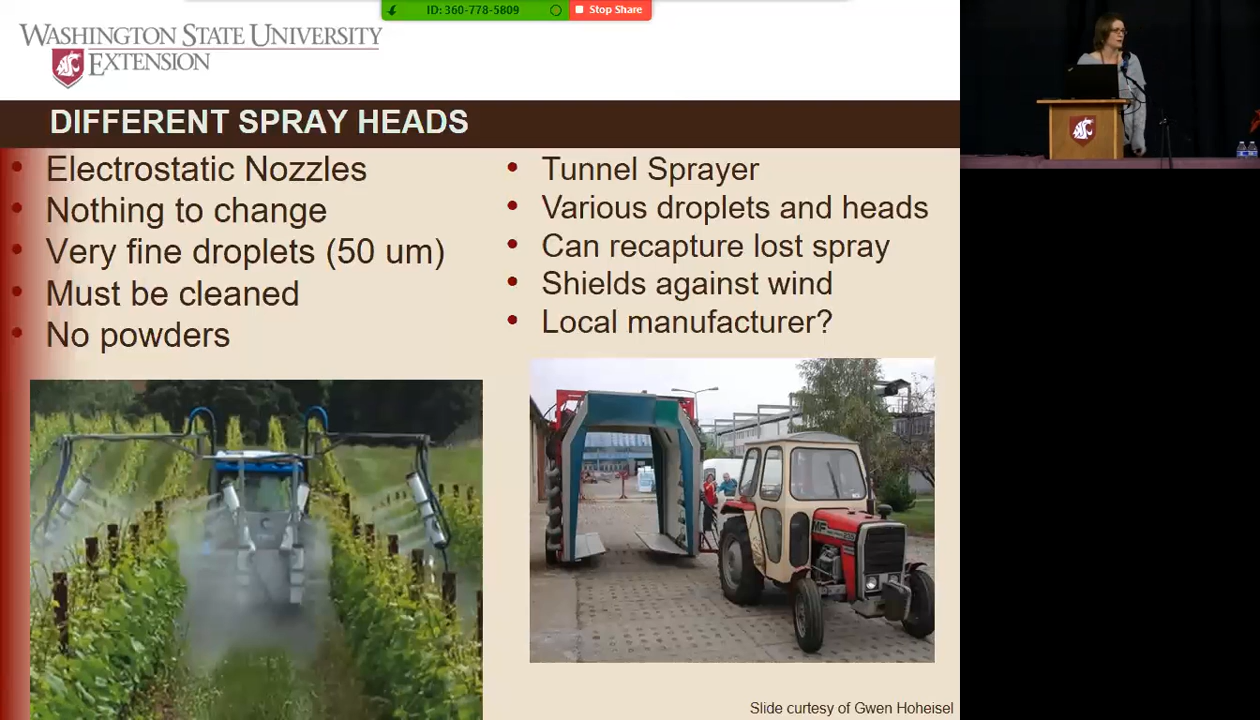 ID: 360-778-5809
Stop Share
WASHINGTON STATE UNIVERSITY
EXTENSION
DIFFERENT SPRAY HEADS
• Electrostatic Nozzles
• Nothing to change
• Very fine droplets (50 um)
• Must be cleaned
• No powders
• Tunnel Sprayer
• Various droplets and heads
• Can recapture lost spray
• Shields against wind
• Local manufacturer?
MF
Slide curtesy of Gwen Hoheisel